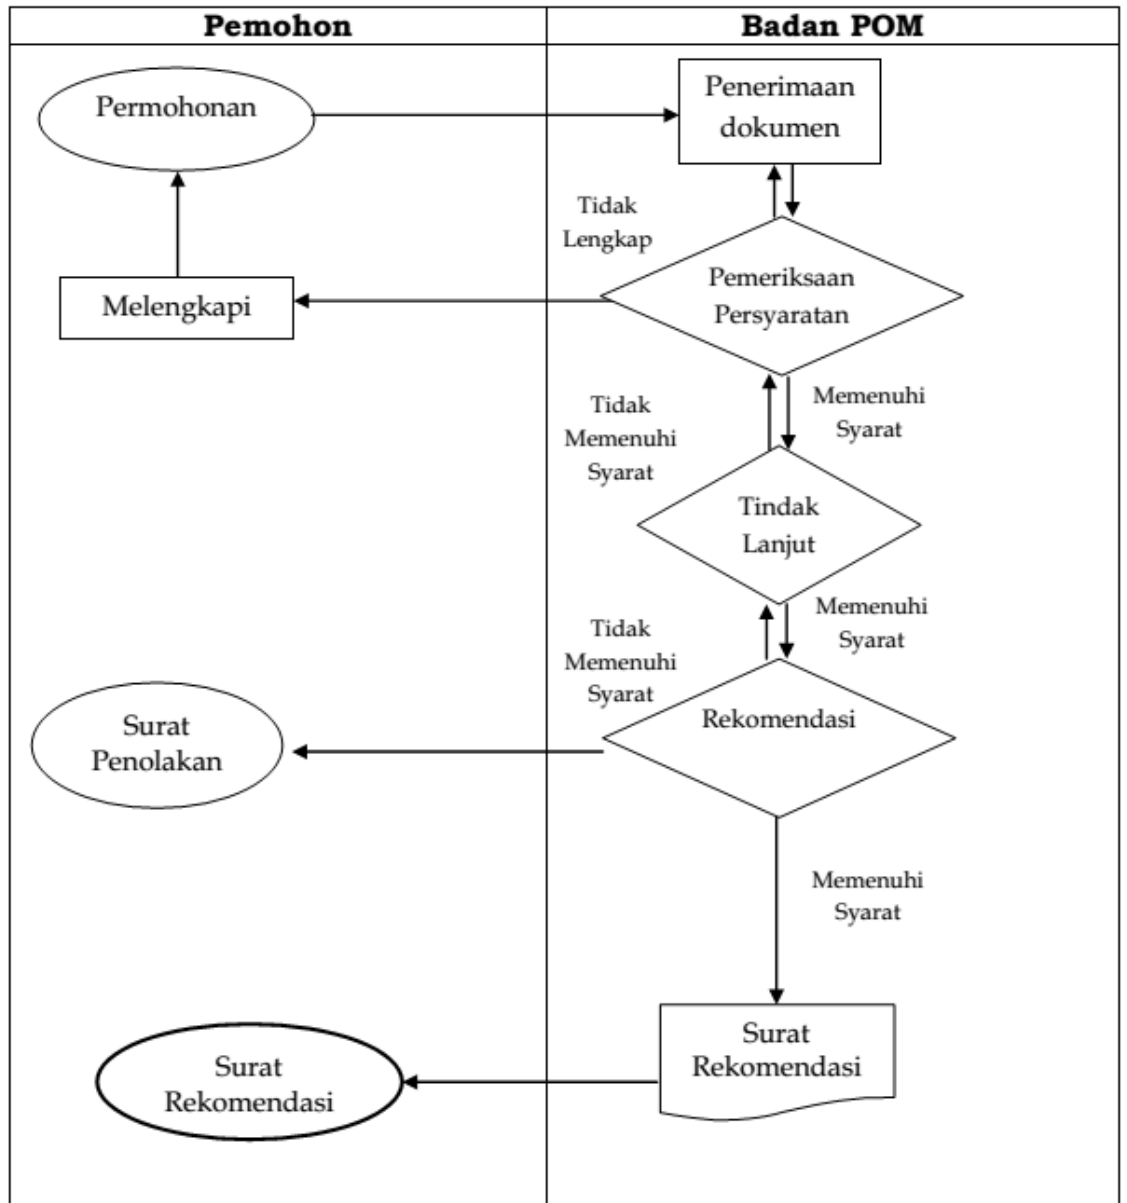 Pemohon
Badan POM
Permohonan
Penerimaan
dokumen
Tidak
Lengkap
Pemeriksaan
Persyaratan
Melengkapi
Tidak
Memenuhi
Syarat
Memenuhi
Syarat
Tindak
Lanjut
Tidak
Memenuhi
Syarat
Memenuhi
Syarat
Rekomendasi
Surat
Penolakan
Memenuhi
Syarat
Surat
Rekomendasi
Surat
Rekomendasi